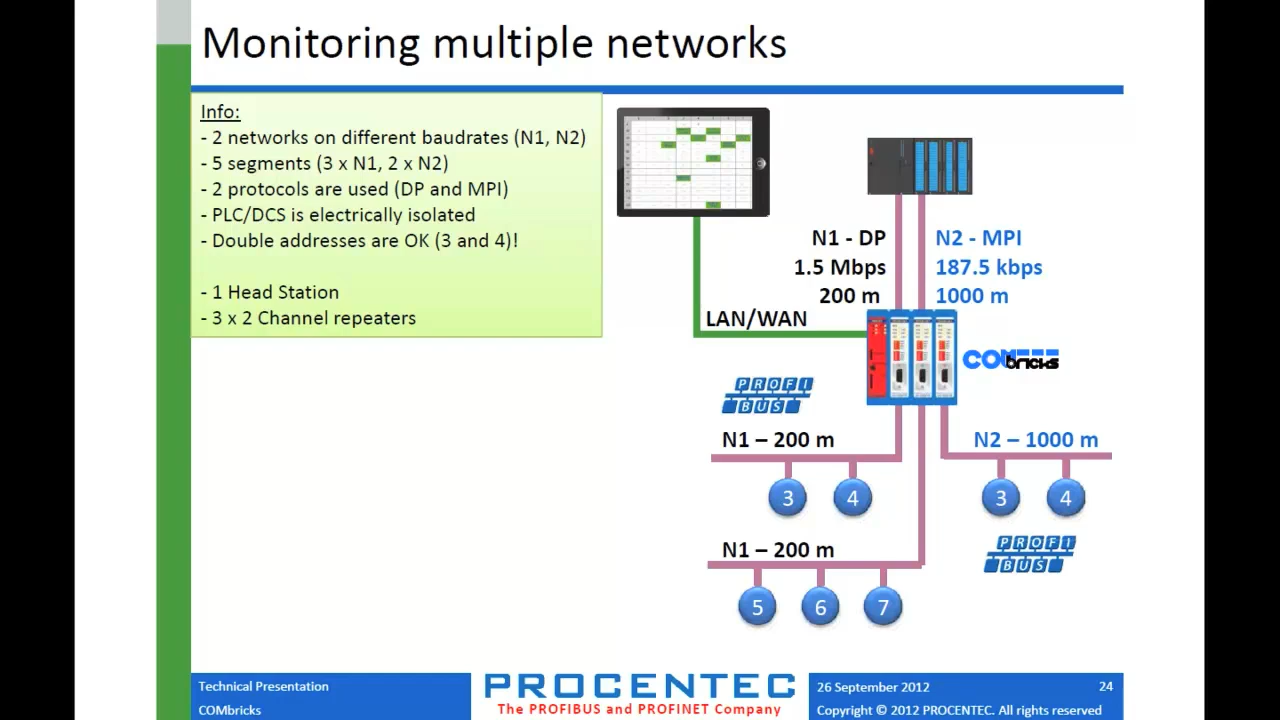 Monitoring multiple networks
Info:
- 2 networks on different baudrates (N1, N2)
- 5 segments (3 x N1, 2 x N2)
- 2 protocols are used (DP and MPI)
- PLC/DCS is electrically isolated
- Double addresses are OK (3 and 4)!
- 1 Head Station
- 3 x 2 Channel repeaters
N1 - DP
1.5 Mbps
200 m
N2 - MPI
187.5 kbps
1000 m
LAN/WAN
COMbricks
PROFI
BUS
N1 – 200 m
N2 – 1000 m
3
4
3
4
PROFI
BUS
N1 – 200 m
5
6
7
Technical Presentation
COMbricks
PROCENTEC
The PROFIBUS and PROFINET Company
26 September 2012
24
Copyright © 2012 PROCENTEC. All rights reserved